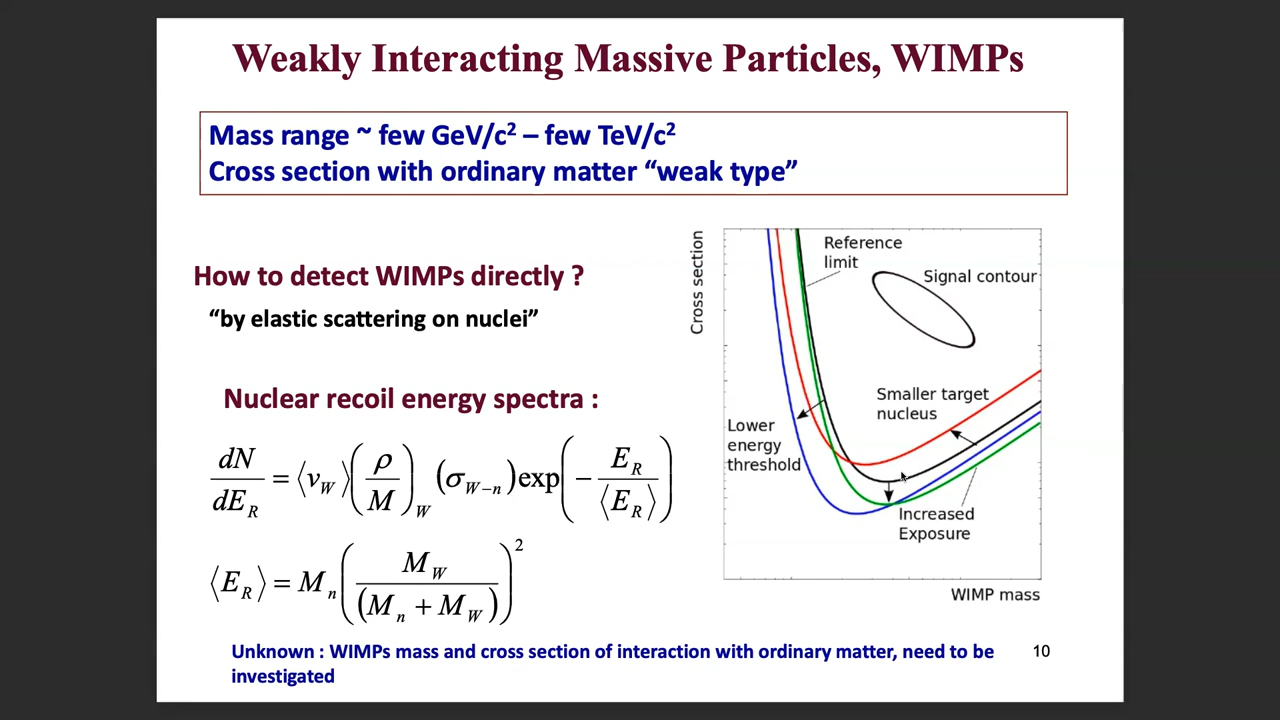 Weakly Interacting Massive Particles, WIMPs
Mass range ~ few GeV/c² – few TeV/c²
Cross section with ordinary matter “weak type”
How to detect WIMPs directly ?
“by elastic scattering on nuclei”
Nuclear recoil energy spectra :
dN/dE_R = ⟨v_W⟩(ρ/M)_W (σ_{W−n}) exp(− E_R/⟨E_R⟩)
⟨E_R⟩ = M_n (M_W/(M_n + M_W))²
Cross section
Reference
limit
Signal contour
Smaller target
nucleus
Lower
energy
threshold
Increased
Exposure
WIMP mass
Unknown : WIMPs mass and cross section of interaction with ordinary matter, need to be
investigated
10